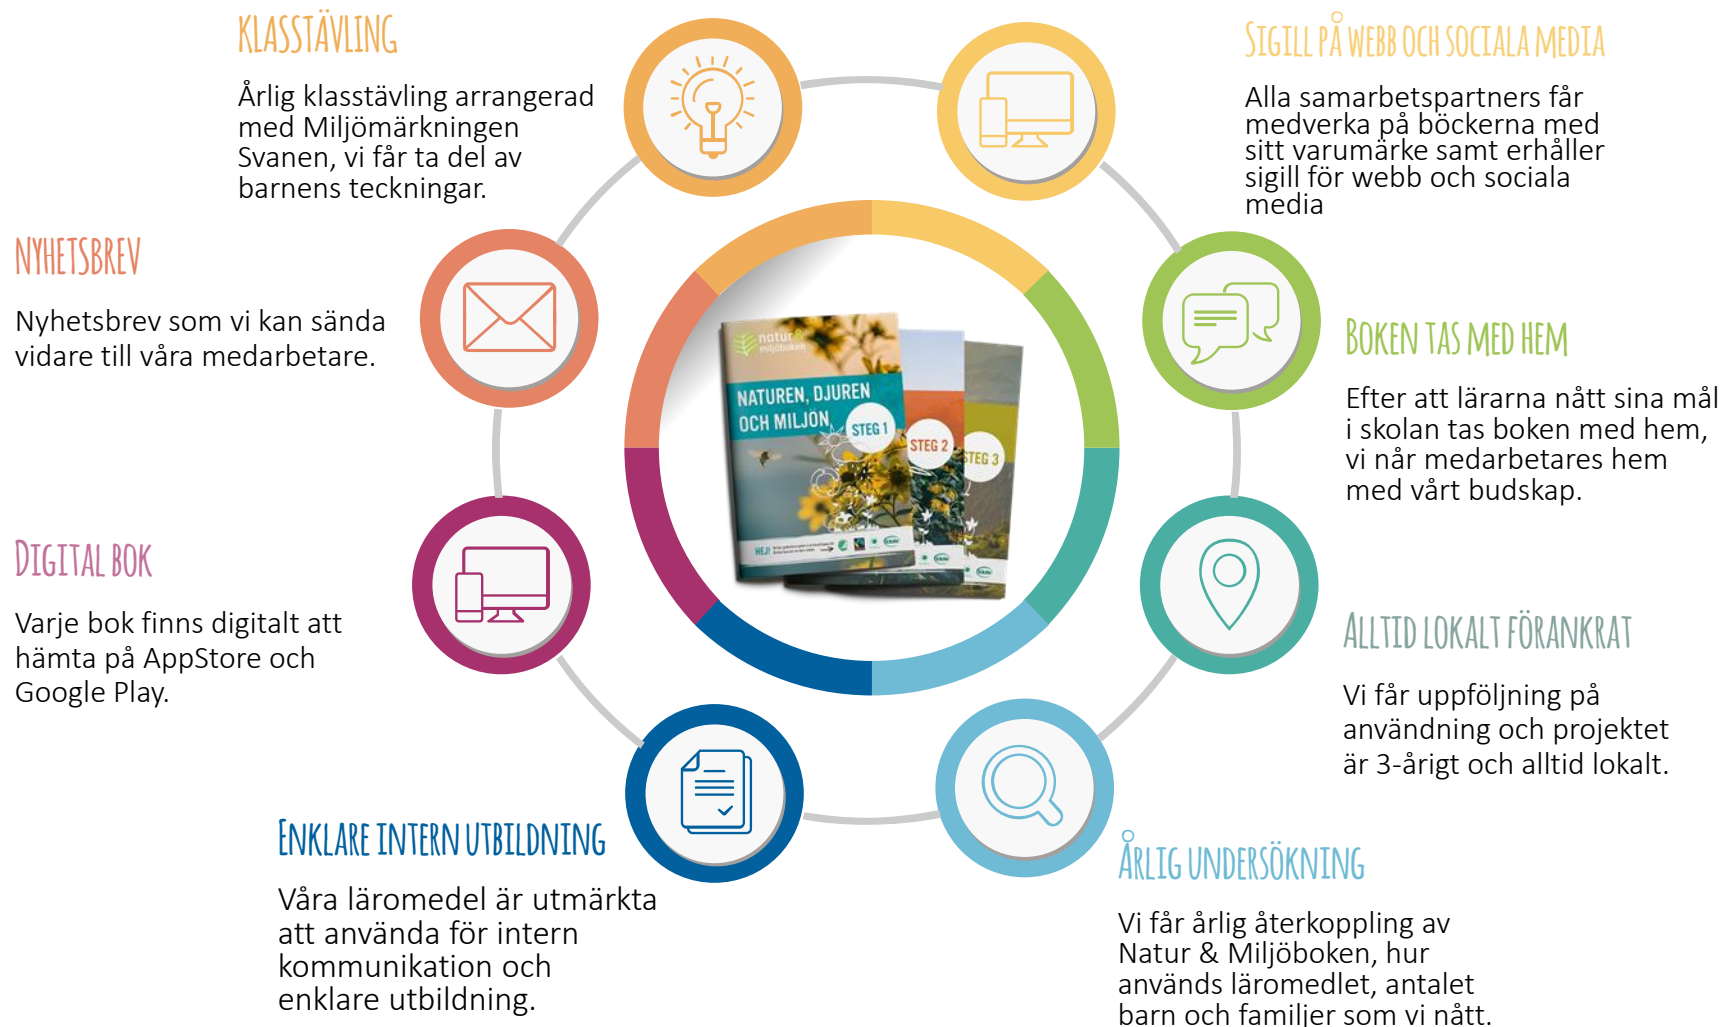 KLASSTÄVLING
Årlig klasstävling arrangerad
med Miljömärkningen
Svanen, vi får ta del av
barnens teckningar.
SIGILL PÅ WEBB OCH SOCIALA MEDIA
Alla samarbetspartners får
medverka på böckerna med
sitt varumärke samt erhåller
sigill för webb och sociala
media
NYHETSBREV
Nyhetsbrev som vi kan sända
vidare till våra medarbetare.
BOKEN TAS MED HEM
Efter att lärarna nått sina mål
i skolan tas boken med hem,
vi når medarbetares hem
med vårt budskap.
natur&
miljöboken
NATUREN, DJUREN
OCH MILJÖN
STEG 1
STEG 2
STEG 3
HEJ!
DIGITAL BOK
Varje bok finns digitalt att
hämta på AppStore och
Google Play.
ALLTID LOKALT FÖRANKRAT
Vi får uppföljning på
användning och projektet
är 3-årigt och alltid lokalt.
ENKLARE INTERN UTBILDNING
Våra läromedel är utmärkta
att använda för intern
kommunikation och
enklare utbildning.
ÅRLIG UNDERSÖKNING
Vi får årlig återkoppling av
Natur & Miljöboken, hur
används läromedlet, antalet
barn och familjer som vi nått.